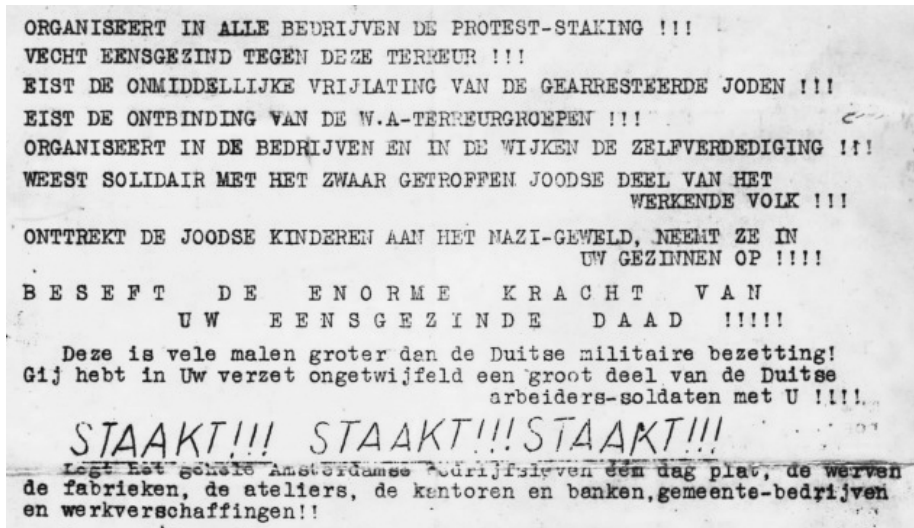 ORGANISEERT IN ALLE BEDRIJVEN DE PROTEST-STAKING !!!
VECHT EENSGEZIND TEGEN DEZE TERREUR !!!
EIST DE ONMIDDELLIJKE VRIJLATING VAN DE GEARRESTEERDE JODEN !!!
EIST DE ONTBINDING VAN DE W.A-TERREURGROEPEN !!!
ORGANISEERT IN DE BEDRIJVEN EN IN DE WIJKEN DE ZELFVERDEDIGING !!!
WEEST SOLIDAIR MET HET ZWAAR GETROFFEN JOODSE DEEL VAN HET
WERKENDE VOLK !!!
ONTTREKT DE JOODSE KINDEREN AAN HET NAZI-GEWELD, NEEMT ZE IN
UW GEZINNEN OP !!!!
B E S E F T D E E N O R M E K R A C H T V A N
U W E E N S G E Z I N D E D A A D !!!!!
Deze is vele malen groter dan de Duitse militaire bezetting!
Gij hebt in Uw verzet ongetwijfeld een groot deel van de Duitse
arbeiders-soldaten met U !!!!.
STAAKT!!! STAAKT!!! STAAKT!!!
Legt het gehele Amsterdamse bedrijfsleven één dag plat, de werven
de fabrieken, de ateliers, de kantoren en banken,gemeente-bedrijven
en werkverschaffingen!!